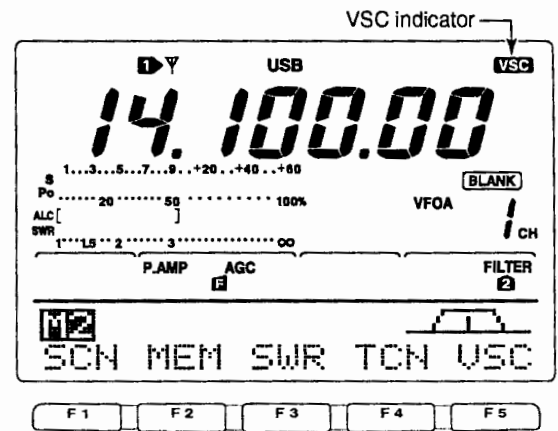 VSC indicator
1 USB VSC
14.100.00
S 1...3...5...7...9..+20..+40..+60
Po ······ 20 ········ 50 ·········· 100%
BLANK
ALC [ ]
VFOA 1 CH
SWR 1···1.5··2·····3·············∞
P.AMP AGC FILTER
F 2
M2
SCN MEM SWR TCN VSC
F1 F2 F3 F4 F5